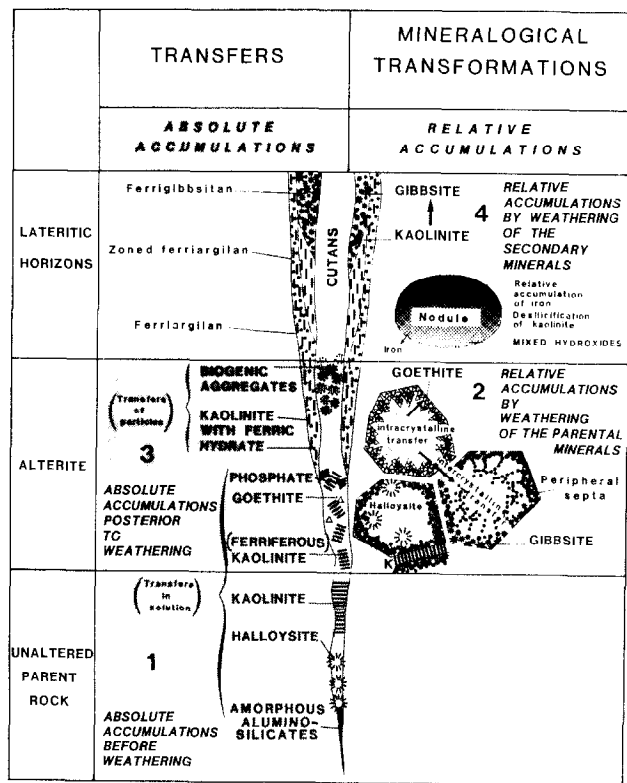 TRANSFERS
MINERALOGICAL
TRANSFORMATIONS
ABSOLUTE
ACCUMULATIONS
RELATIVE
ACCUMULATIONS
LATERITIC
HORIZONS
Ferrigibbsitan
Zoned ferriargilan
Ferriargilan
CUTANS
GIBBSITE
KAOLINITE
4
RELATIVE
ACCUMULATIONS
BY WEATHERING
OF THE
SECONDARY
MINERALS
Nodule
Iron
Relative
accumulation
of iron
Desilicification
of kaolinite
MIXED HYDROXIDES
ALTERITE
(Transfers
of
particles)
3
ABSOLUTE
ACCUMULATIONS
POSTERIOR
TO
WEATHERING
BIOGENIC
AGGREGATES
KAOLINITE
WITH FERRIC
HYDRATE
PHOSPHATE
GOETHITE
(FERRIFEROUS)
KAOLINITE
GOETHITE
2
RELATIVE
ACCUMULATIONS
BY
WEATHERING
OF THE PARENTAL
MINERALS
intracrystalline
transfer
intercrystalline
Halloysite
K
Peripheral
septa
GIBBSITE
UNALTERED
PARENT
ROCK
(Transfers
in
solution)
1
ABSOLUTE
ACCUMULATIONS
BEFORE
WEATHERING
KAOLINITE
HALLOYSITE
AMORPHOUS
ALUMINO-
SILICATES